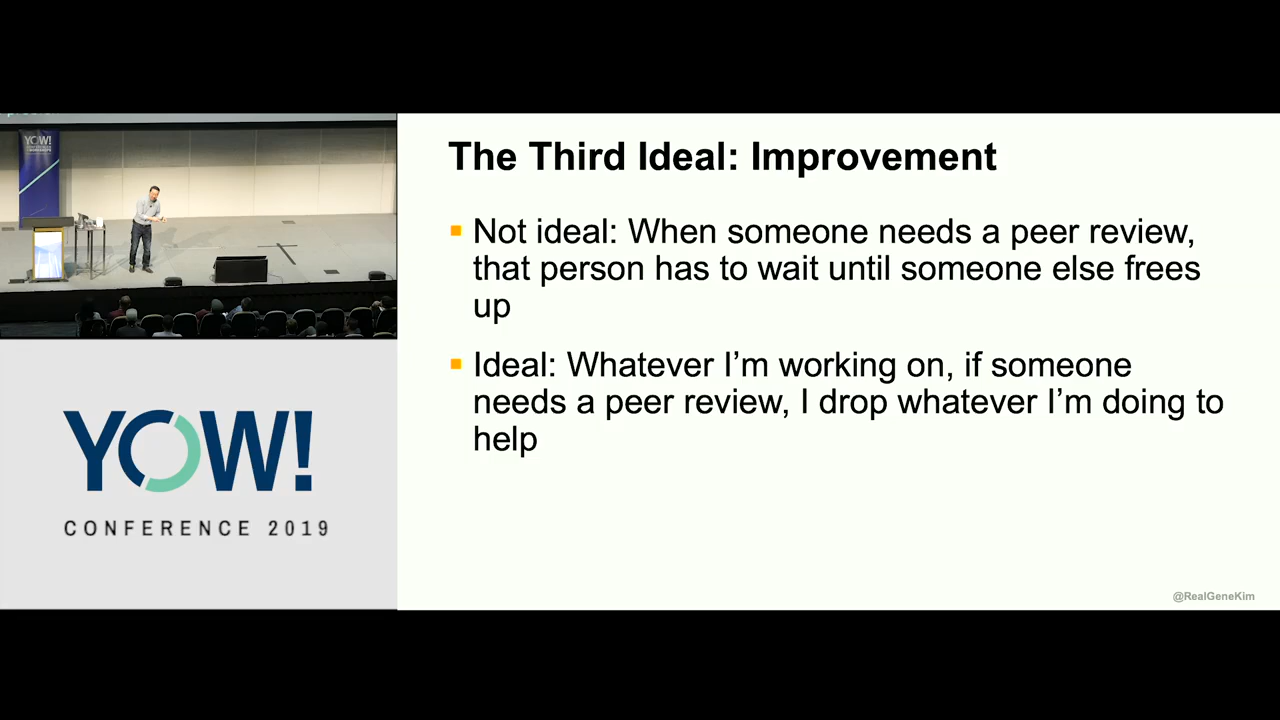 YOW!
The Third Ideal: Improvement
Not ideal: When someone needs a peer review,
that person has to wait until someone else frees
up
Ideal: Whatever I'm working on, if someone
needs a peer review, I drop whatever I'm doing to
help
YOW!
CONFERENCE 2019
@RealGeneKim